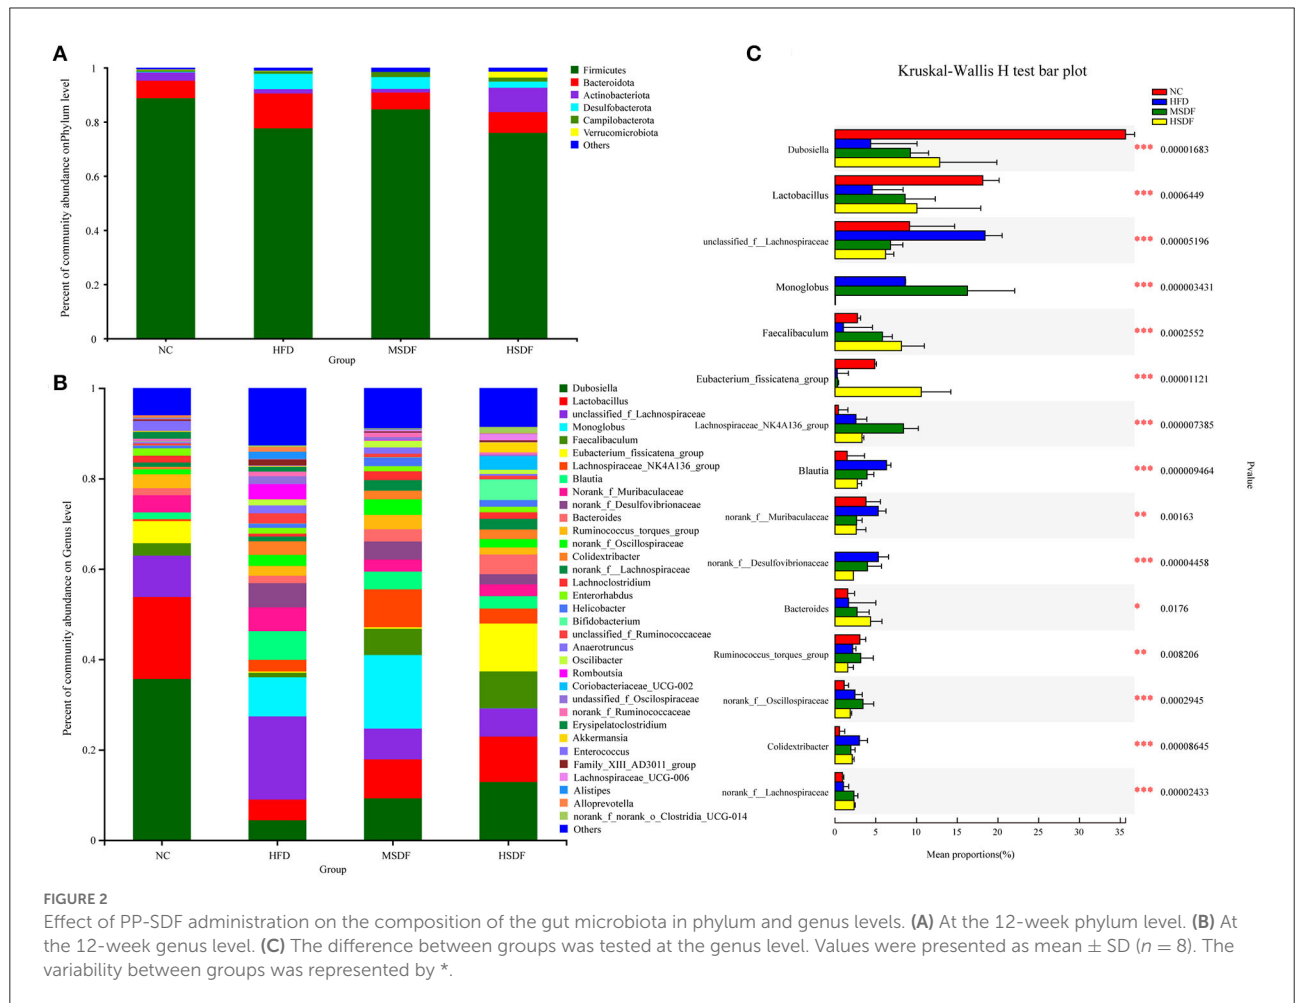 A
Percent of community abundance onPhylum level
1
0.8
0.6
0.4
0.2
0
NC
HFD
MSDF
HSDF
Group
Firmicutes
Bacteroidota
Actinobacteriota
Desulfobacterota
Campilobacterota
Verrucomicrobiota
Others
B
Percent of community abundance on Genus level
1
0.8
0.6
0.4
0.2
0
NC
HFD
MSDF
HSDF
Group
Dubosiella
Lactobacillus
unclassified_f_Lachnospiraceae
Monoglobus
Faecalibaculum
Eubacterium_fissicatena_group
Lachnospiraceae_NK4A136_group
Blautia
Norank_f_Muribaculaceae
norank_f_Desulfovibrionaceae
Bacteroides
Ruminococcus_torques_group
norank_f_Oscillospiraceae
Colidextribacter
norank_f__Lachnospiraceae
Lachnoclostridium
Enterorhabdus
Helicobacter
Bifidobacterium
unclassified_f_Ruminococcaceae
Anaerotruncus
Oscilibacter
Romboutsia
Coriobacteriaceae_UCG-002
undassified_f_Oscilospiraceae
norank_f_Ruminococcaceae
Erysipelatoclostridium
Akkermansia
Enterococcus
Family_XIII_AD3011_group
Lachnospiraceae_UCG-006
Alistipes
Alloprevotella
norank_f_norank_o_Clostridia_UCG-014
Others
C
Kruskal-Wallis H test bar plot
NC
HFD
MSDF
HSDF
Dubosiella *** 0.00001683
Lactobacillus *** 0.0006449
unclassified_f__Lachnospiraceae *** 0.00005196
Monoglobus *** 0.000003431
Faecalibaculum *** 0.0002552
Eubacterium_fissicatena_group *** 0.00001121
Lachnospiraceae_NK4A136_group *** 0.000007385
Blautia *** 0.000009464
norank_f__Muribaculaceae ** 0.00163
norank_f__Desulfovibrionaceae *** 0.00004458
Bacteroides * 0.0176
Ruminococcus_torques_group ** 0.008206
norank_f__Oscillospiraceae *** 0.0002945
Colidextribacter *** 0.00008645
norank_f__Lachnospiraceae *** 0.00002433
Pvalue
0 5 10 15 20 25 30 35
Mean proportions(%)
FIGURE 2
Effect of PP-SDF administration on the composition of the gut microbiota in phylum and genus levels. (A) At the 12-week phylum level. (B) At
the 12-week genus level. (C) The difference between groups was tested at the genus level. Values were presented as mean ± SD (n = 8). The
variability between groups was represented by *.